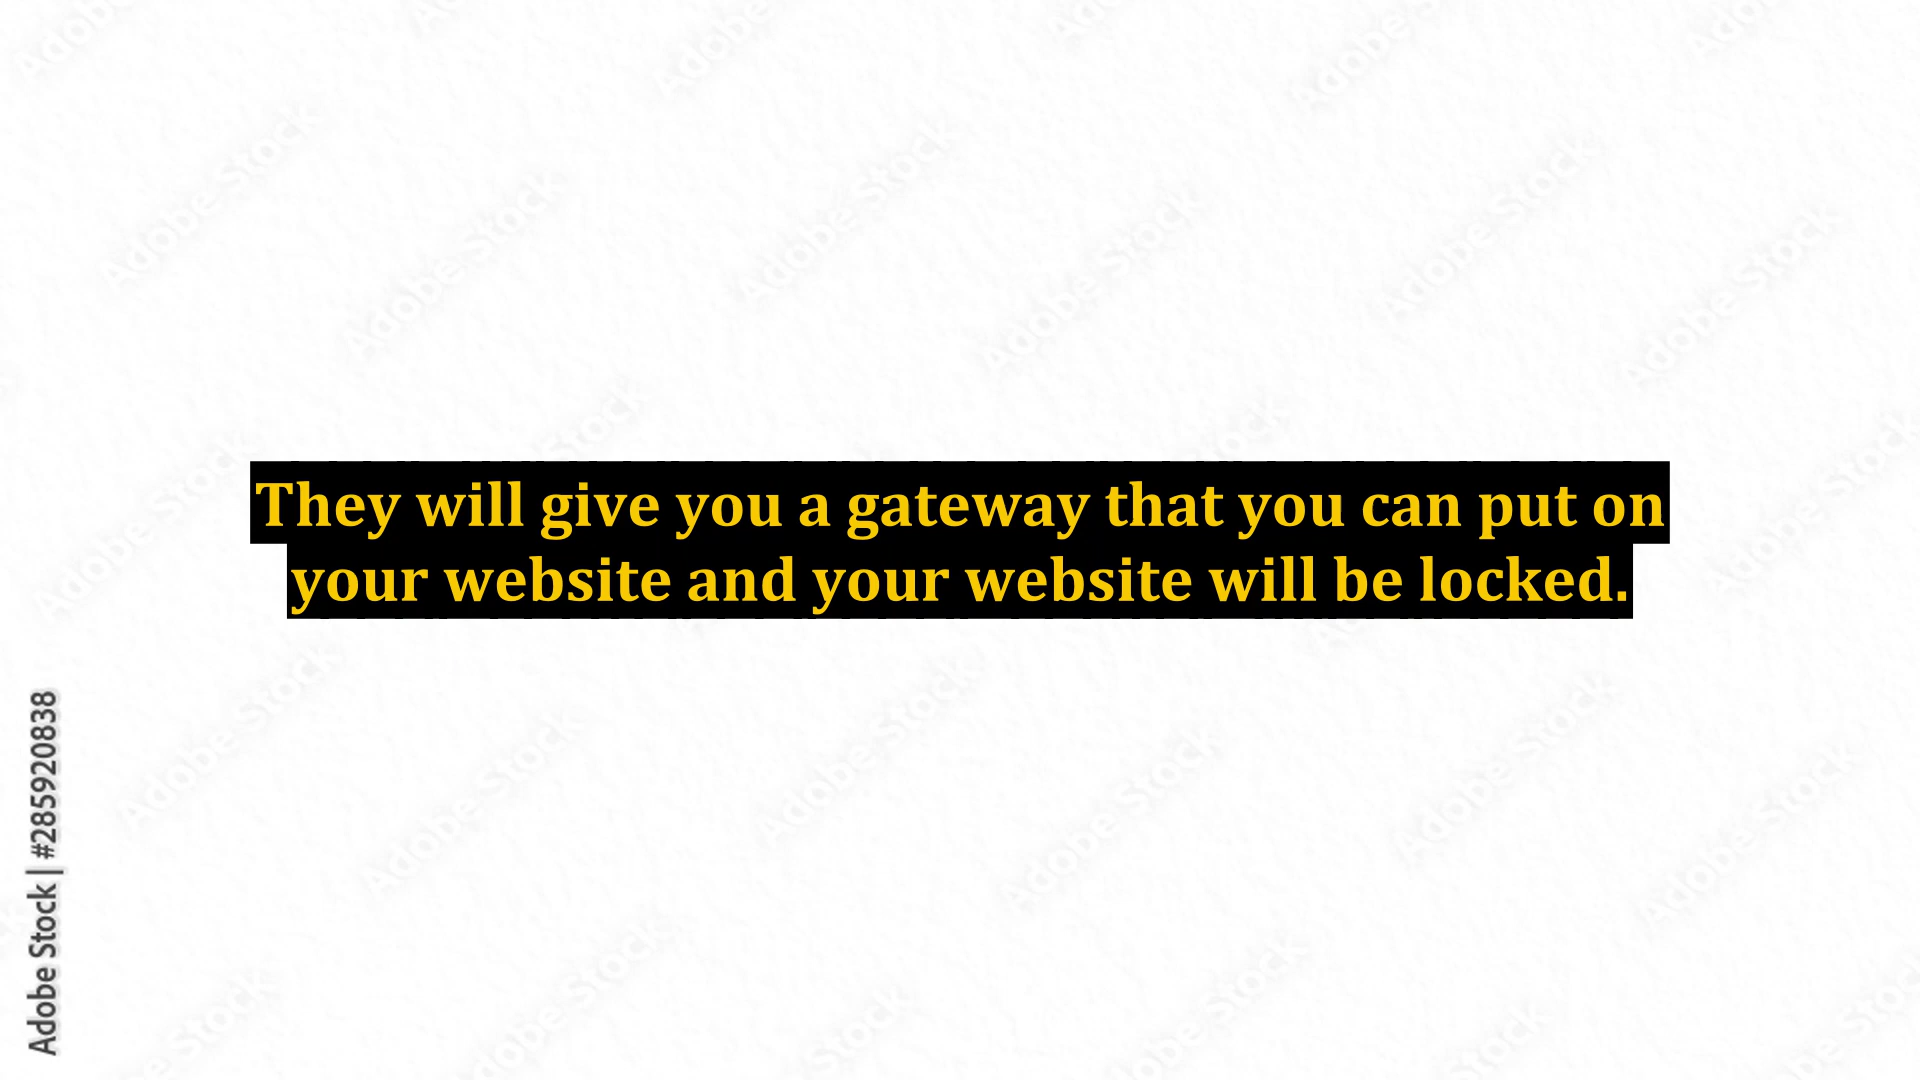 They will give you a gateway that you can put on
your website and your website will be locked.
Adobe Stock | #285920838